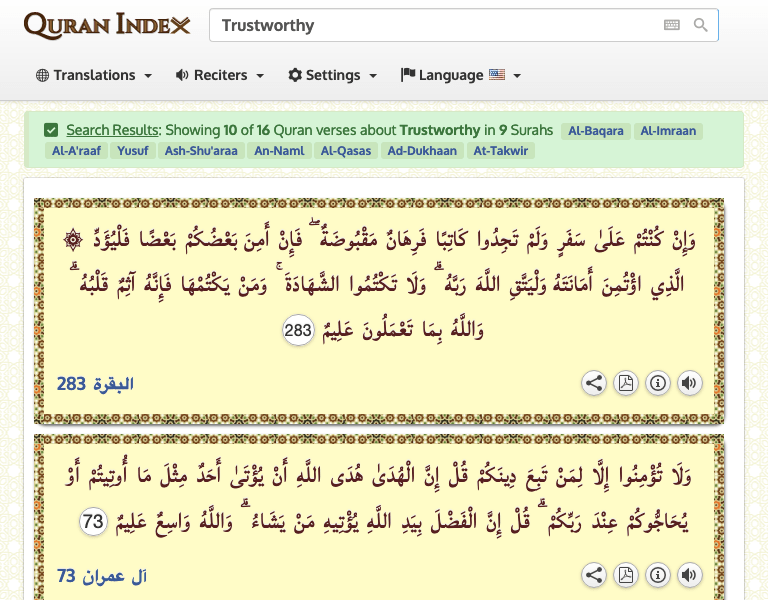 QURAN INDEX
Trustworthy
Translations Reciters Settings Language
Search Results: Showing 10 of 16 Quran verses about Trustworthy in 9 Surahs Al-Baqara Al-Imraan
Al-A'raaf Yusuf Ash-Shu'araa An-Naml Al-Qasas Ad-Dukhaan At-Takwir
وَإِنْ كُنْتُمْ عَلَىٰ سَفَرٍ وَلَمْ تَجِدُوا كَاتِبًا فَرِهَانٌ مَقْبُوضَةٌ ۖ فَإِنْ أَمِنَ بَعْضُكُمْ بَعْضًا فَلْيُؤَدِّ ۞
الَّذِي اؤْتُمِنَ أَمَانَتَهُ وَلْيَتَّقِ اللَّهَ رَبَّهُ ۗ وَلَا تَكْتُمُوا الشَّهَادَةَ ۚ وَمَنْ يَكْتُمْهَا فَإِنَّهُ آثِمٌ قَلْبُهُ ۗ
وَاللَّهُ بِمَا تَعْمَلُونَ عَلِيمٌ 283
البقرة 283
وَلَا تُؤْمِنُوا إِلَّا لِمَنْ تَبِعَ دِينَكُمْ قُلْ إِنَّ الْهُدَىٰ هُدَى اللَّهِ أَنْ يُؤْتَىٰ أَحَدٌ مِثْلَ مَا أُوتِيتُمْ أَوْ
يُحَاجُّوكُمْ عِنْدَ رَبِّكُمْ ۗ قُلْ إِنَّ الْفَضْلَ بِيَدِ اللَّهِ يُؤْتِيهِ مَنْ يَشَاءُ ۗ وَاللَّهُ وَاسِعٌ عَلِيمٌ 73
آل عمران 73